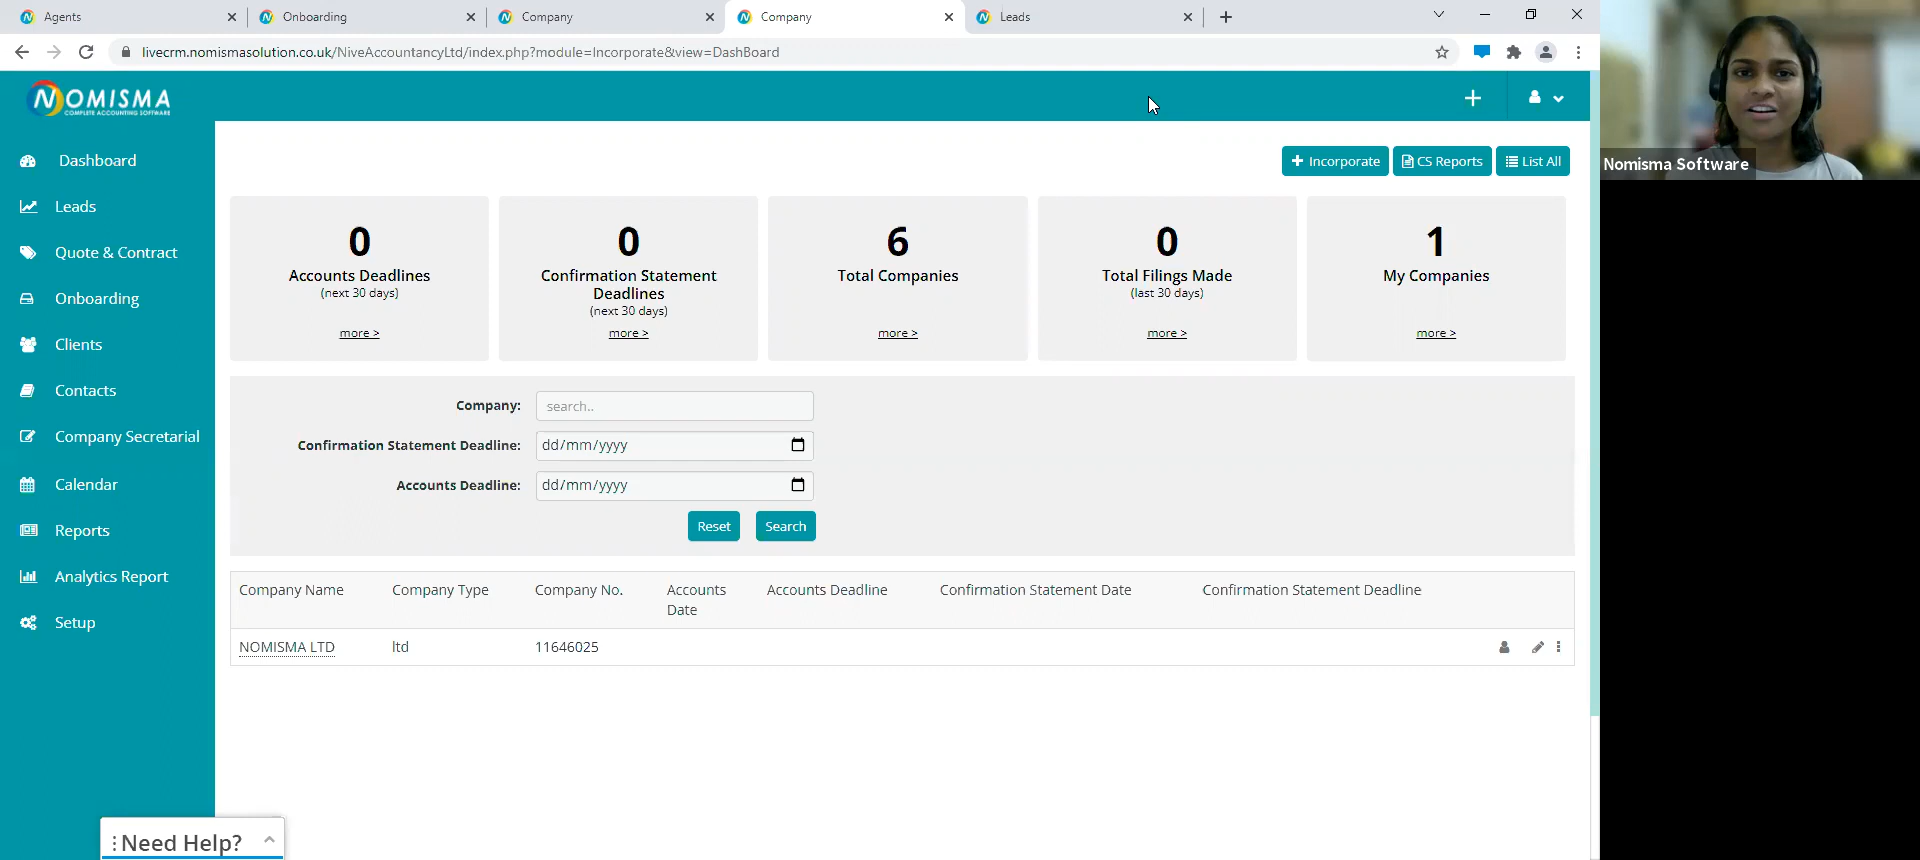 Agents
Onboarding
Company
Company
Leads
livecrm.nomismasolution.co.uk/NiveAccountancyLtd/index.php?module=Incorporate&view=DashBoard
NOMISMA
COMPLETE ACCOUNTING SOFTWARE
Nomisma Software
Dashboard
Leads
Quote & Contract
Onboarding
Clients
Contacts
Company Secretarial
Calendar
Reports
Analytics Report
Setup
Incorporate
CS Reports
List All
0
Accounts Deadlines
(next 30 days)
more >
0
Confirmation Statement
Deadlines
(next 30 days)
more >
6
Total Companies
more >
0
Total Filings Made
(last 30 days)
more >
1
My Companies
more >
Company: search..
Confirmation Statement Deadline: dd/mm/yyyy
Accounts Deadline: dd/mm/yyyy
Reset Search
Company Name Company Type Company No. Accounts Date Accounts Deadline Confirmation Statement Date Confirmation Statement Deadline
NOMISMA LTD ltd 11646025
Need Help?